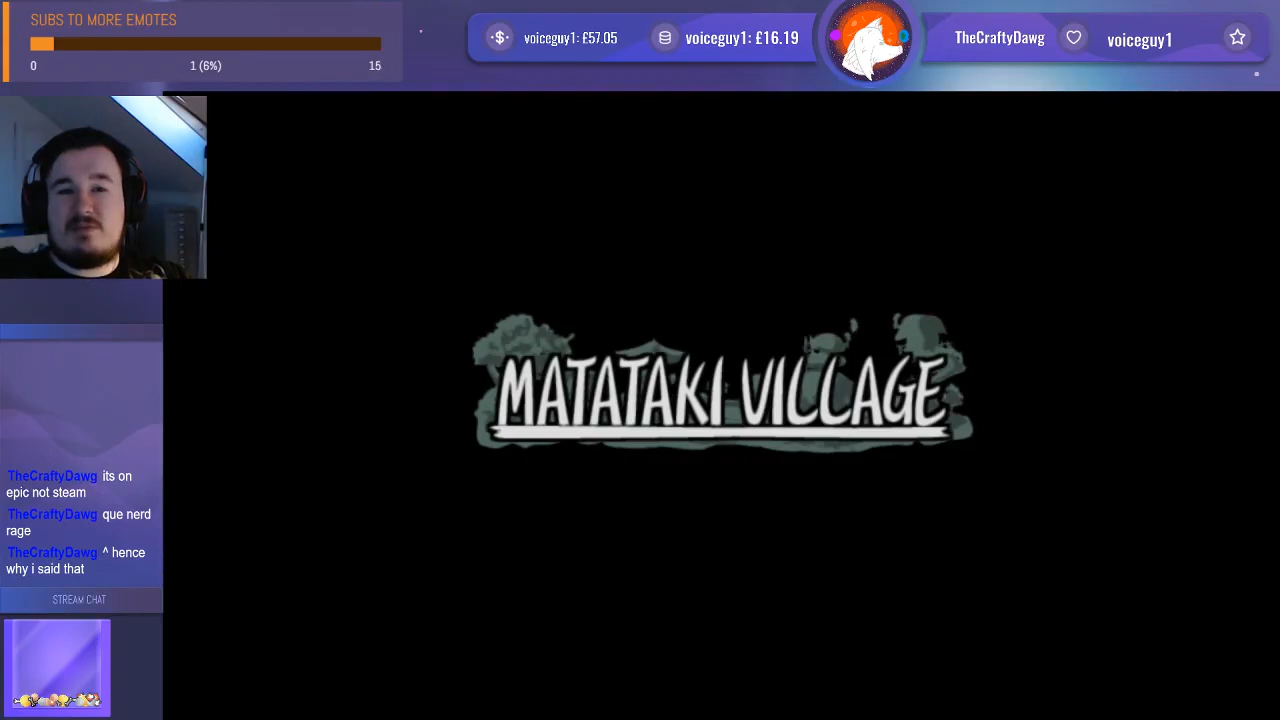 SUBS TO MORE EMOTES
0 1 (6%) 15
voiceguy1: £57.05
voiceguy1: £16.19
TheCraftyDawg
voiceguy1
MATATAKI VILLAGE
TheCraftyDawg its on
epic not steam
TheCraftyDawg que nerd
rage
TheCraftyDawg ^ hence
why i said that
STREAM CHAT